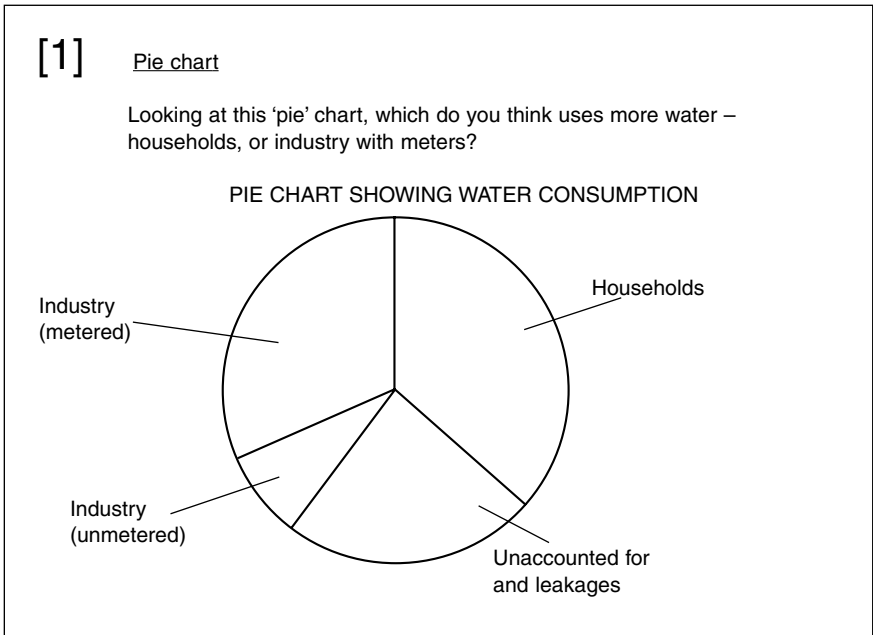 [1] Pie chart
Looking at this ‘pie’ chart, which do you think uses more water –
households, or industry with meters?
PIE CHART SHOWING WATER CONSUMPTION
Households
Industry
(metered)
Industry
(unmetered)
Unaccounted for
and leakages